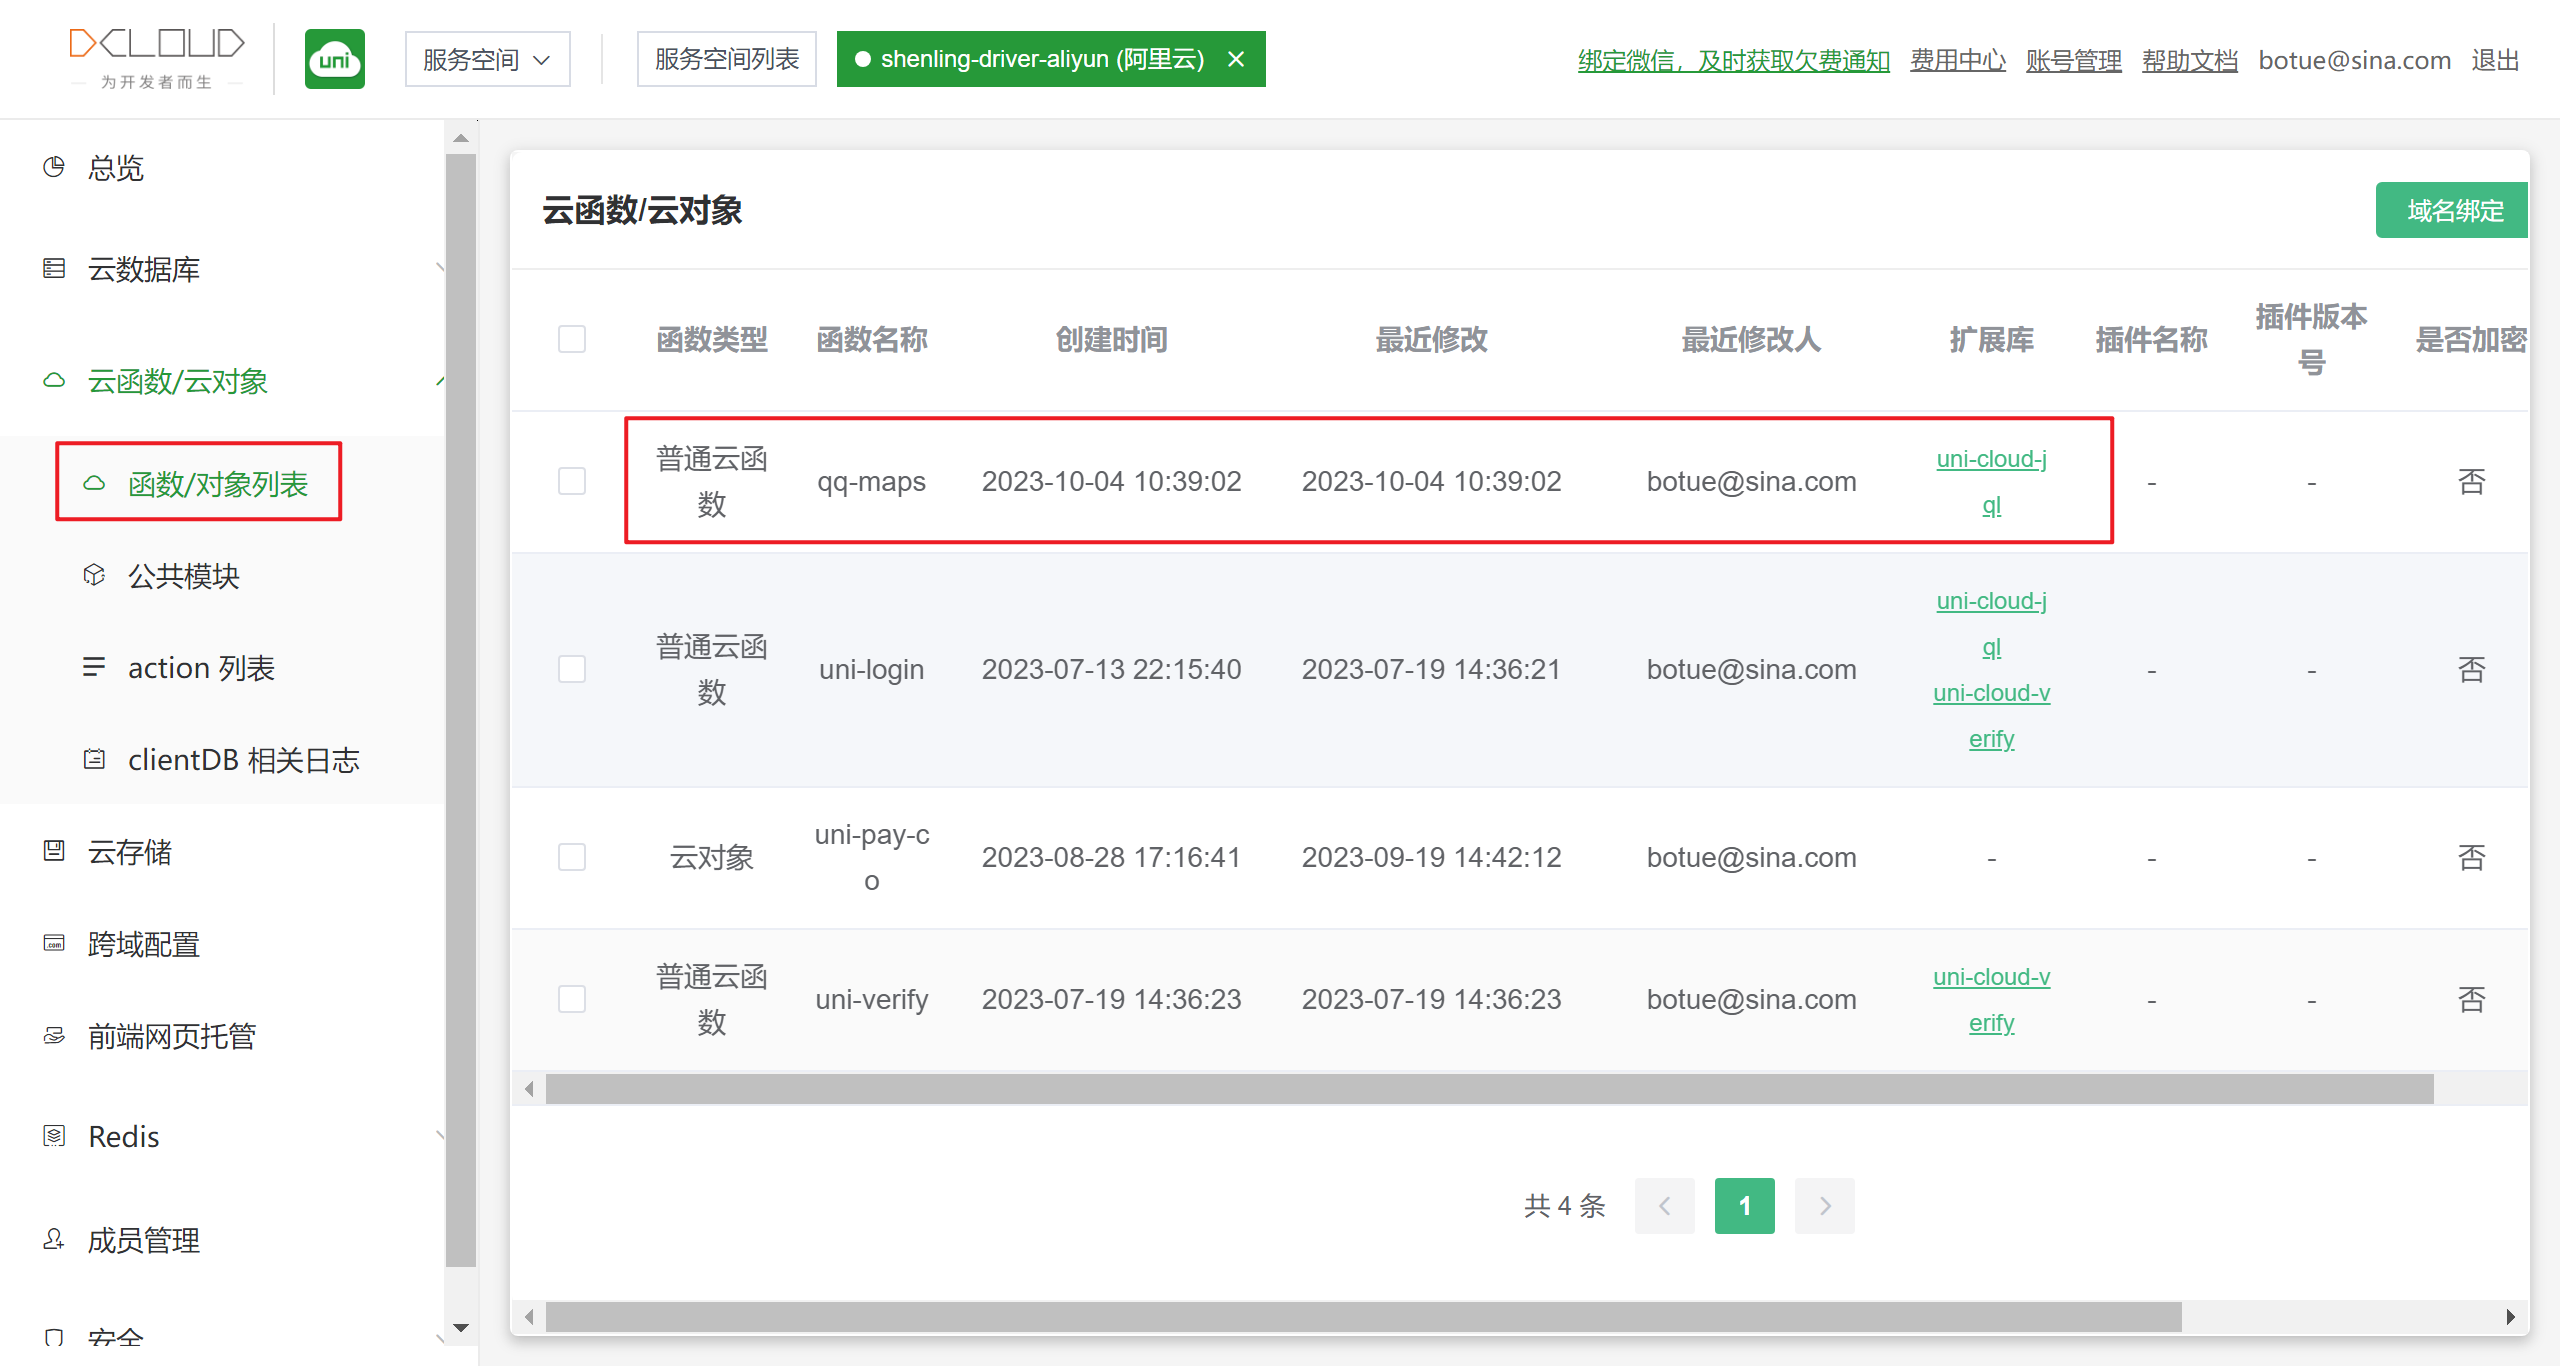 DCLOUD
为开发者而生
uni
服务空间
服务空间列表
shenling-driver-aliyun (阿里云)
绑定微信，及时获取欠费通知
费用中心
账号管理
帮助文档
botue@sina.com
退出
总览
云数据库
云函数/云对象
函数/对象列表
公共模块
action 列表
clientDB 相关日志
云存储
跨域配置
前端网页托管
Redis
成员管理
安全
云函数/云对象
域名绑定
函数类型 函数名称 创建时间 最近修改 最近修改人 扩展库 插件名称 插件版本 是否加密
号
普通云函 uni-cloud-j
qq-maps 2023-10-04 10:39:02 2023-10-04 10:39:02 botue@sina.com - - 否
数 ql
uni-cloud-j
普通云函 ql
uni-login 2023-07-13 22:15:40 2023-07-19 14:36:21 botue@sina.com - - 否
数 uni-cloud-v
erify
uni-pay-c
云对象 2023-08-28 17:16:41 2023-09-19 14:42:12 botue@sina.com - - - 否
o
普通云函 uni-cloud-v
uni-verify 2023-07-19 14:36:23 2023-07-19 14:36:23 botue@sina.com - - 否
数 erify
共 4 条
1